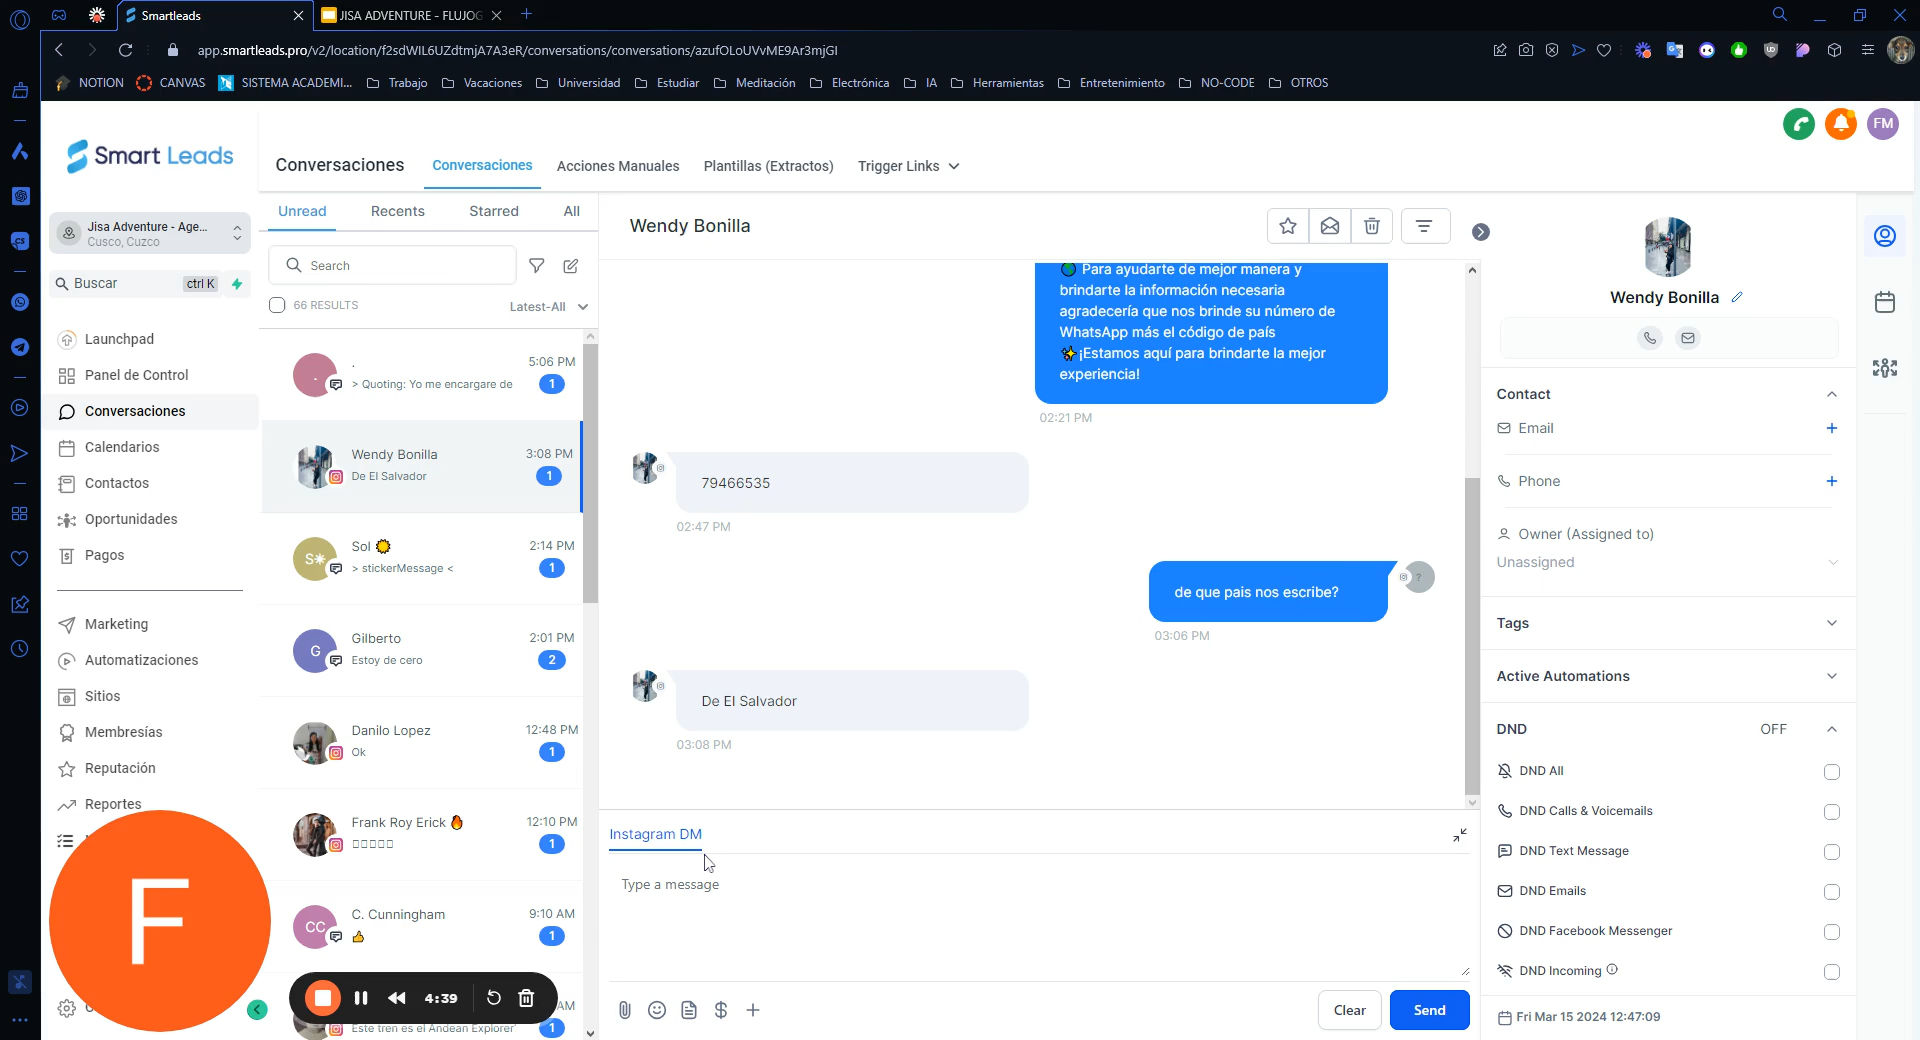 Smartleads
JISA ADVENTURE - FLUJOG
app.smartleads.pro/v2/location/f2sdWIL6UZdtmjA7A3eR/conversations/conversations/azufOLoUVvME9Ar3mjGI
NOTION
CANVAS
SISTEMA ACADEMI...
Trabajo
Vacaciones
Universidad
Estudiar
Meditación
Electrónica
IA
Herramientas
Entretenimiento
NO-CODE
OTROS
Smart Leads
Conversaciones
Conversaciones
Acciones Manuales
Plantillas (Extractos)
Trigger Links
FM
Jisa Adventure - Age...
Cusco, Cuzco
Buscar
ctrl K
Launchpad
Panel de Control
Conversaciones
Calendarios
Contactos
Oportunidades
Pagos
Marketing
Automatizaciones
Sitios
Membresías
Reputación
Reportes
F
Unread
Recents
Starred
All
Search
66 RESULTS
Latest-All
.
.
5:06 PM
> Quoting: Yo me encargare de
1
Wendy Bonilla
3:08 PM
De El Salvador
1
S☀
Sol 🌞
2:14 PM
> stickerMessage <
1
G
Gilberto
2:01 PM
Estoy de cero
2
Danilo Lopez
12:48 PM
Ok
1
Frank Roy Erick 🔥
12:10 PM
1
CC
C. Cunningham
9:10 AM
👍
1
AM
Este tren es el Andean Explorer'
1
4:39
Wendy Bonilla
🌍 Para ayudarte de mejor manera y
brindarte la información necesaria
agradecería que nos brinde su número de
WhatsApp más el código de país
✨¡Estamos aquí para brindarte la mejor
experiencia!
02:21 PM
79466535
02:47 PM
de que pais nos escribe?
?
03:06 PM
De El Salvador
03:08 PM
Instagram DM
Type a message
Clear
Send
Wendy Bonilla
Contact
Email
Phone
Owner (Assigned to)
Unassigned
Tags
Active Automations
DND
OFF
DND All
DND Calls & Voicemails
DND Text Message
DND Emails
DND Facebook Messenger
DND Incoming
Fri Mar 15 2024 12:47:09